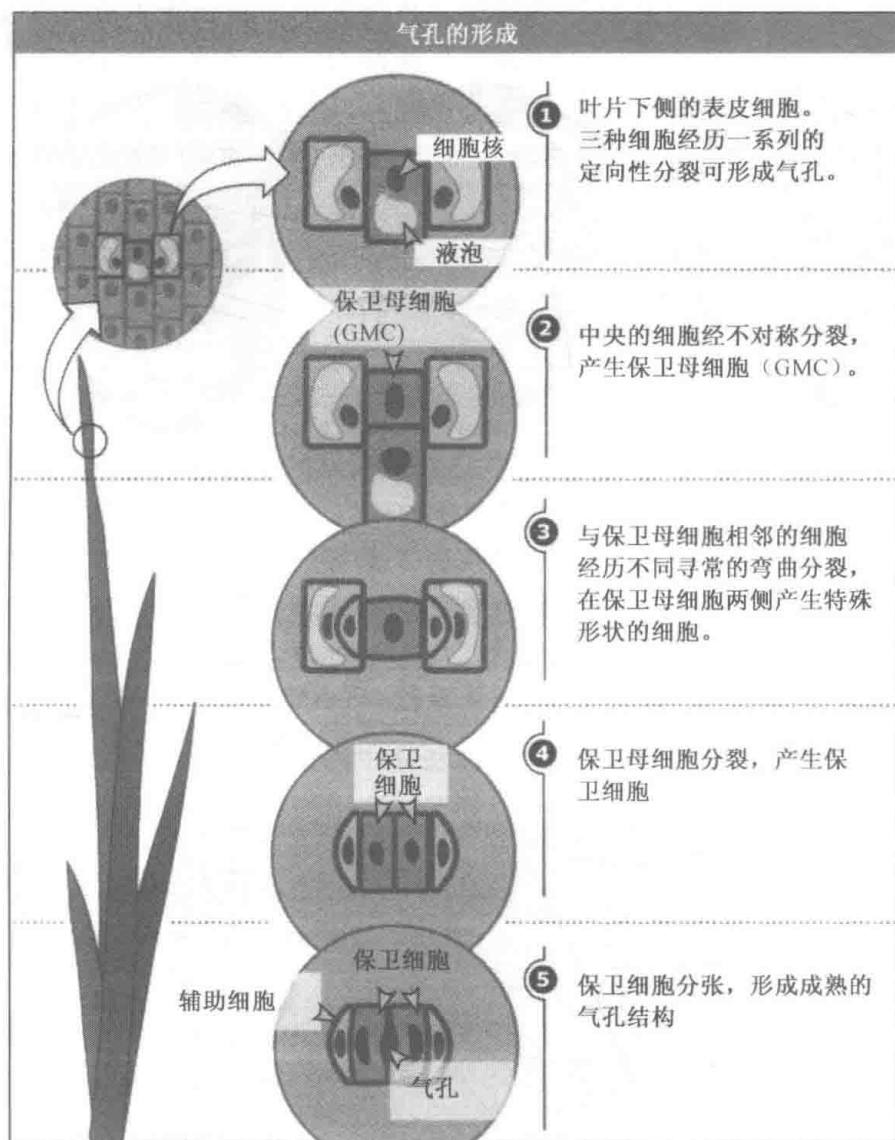 气孔的形成
1
叶片下侧的表皮细胞。
三种细胞经历一系列的
定向性分裂可形成气孔。
细胞核
液泡
保卫母细胞
(GMC)
2
中央的细胞经不对称分裂，
产生保卫母细胞（GMC）。
3
与保卫母细胞相邻的细胞
经历不同寻常的弯曲分裂，
在保卫母细胞两侧产生特殊
形状的细胞。
4
保卫母细胞分裂，产生保
卫细胞
保卫
细胞
5
保卫细胞分张，形成成熟的
气孔结构
保卫细胞
辅助细胞
气孔